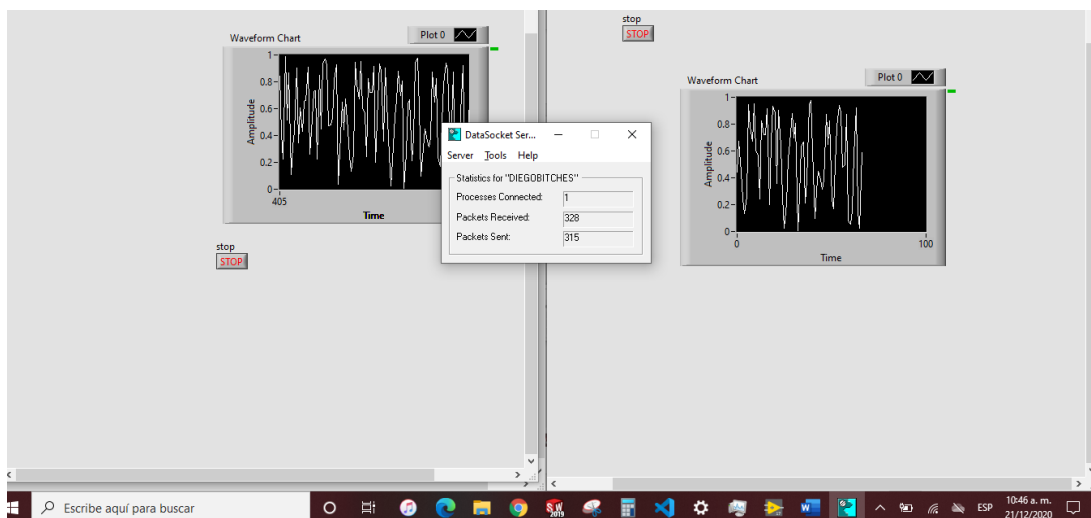 Waveform Chart
Plot 0
1
0.8
0.6
0.4
0.2
0
Amplitude
405
Time
stop
STOP
DataSocket Ser...
Server Tools Help
Statistics for "DIEGOBITCHES"
Processes Connected: 1
Packets Received: 328
Packets Sent: 315
stop
STOP
Waveform Chart
Plot 0
1
0.8
0.6
0.4
0.2
0
Amplitude
0
100
Time
Escribe aquí para buscar
SW
2019
ESP
10:46 a. m.
21/12/2020